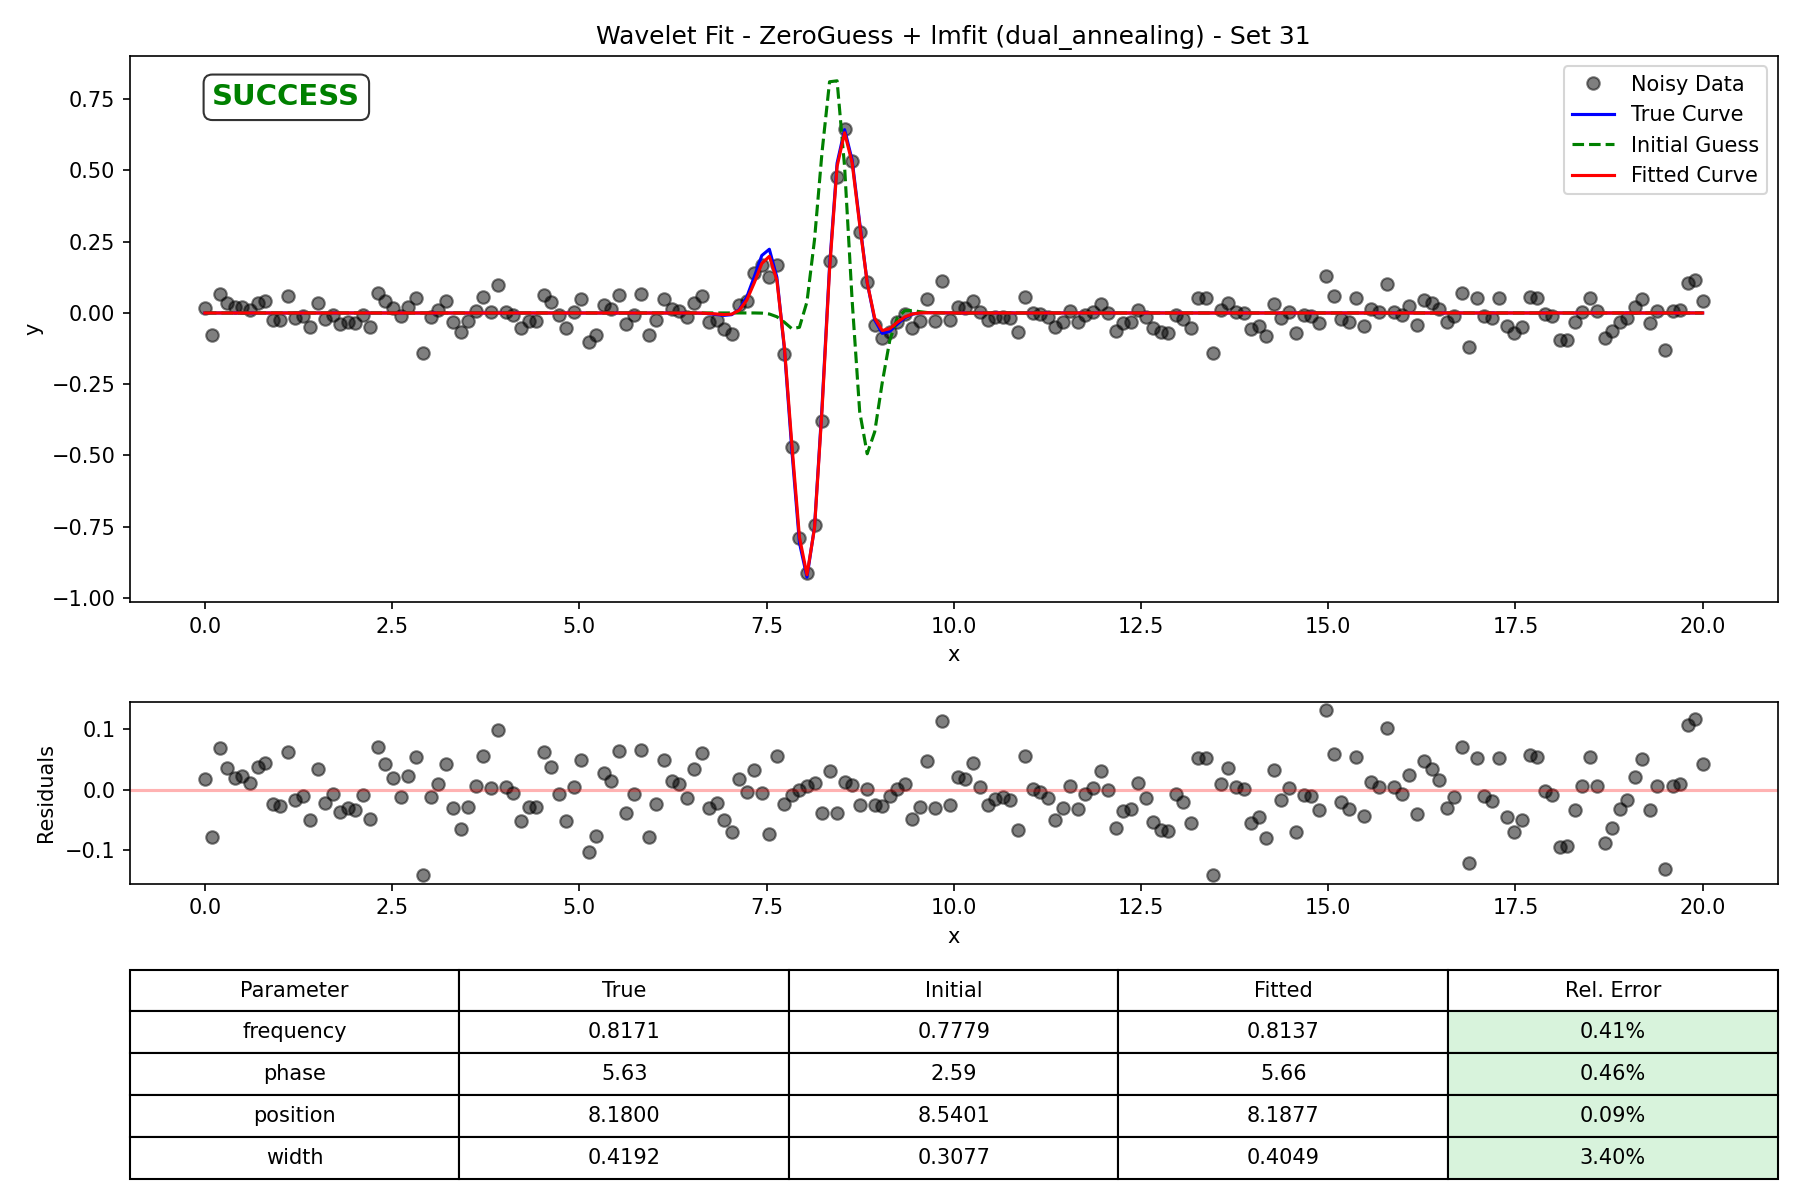 Wavelet Fit - ZeroGuess + lmfit (dual_annealing) - Set 31
SUCCESS
Noisy Data
True Curve
Initial Guess
Fitted Curve
y
0.75
0.50
0.25
0.00
−0.25
−0.50
−0.75
−1.00
0.0 2.5 5.0 7.5 10.0 12.5 15.0 17.5 20.0
x
Residuals
0.1
0.0
−0.1
0.0 2.5 5.0 7.5 10.0 12.5 15.0 17.5 20.0
x
Parameter True Initial Fitted Rel. Error
frequency 0.8171 0.7779 0.8137 0.41%
phase 5.63 2.59 5.66 0.46%
position 8.1800 8.5401 8.1877 0.09%
width 0.4192 0.3077 0.4049 3.40%